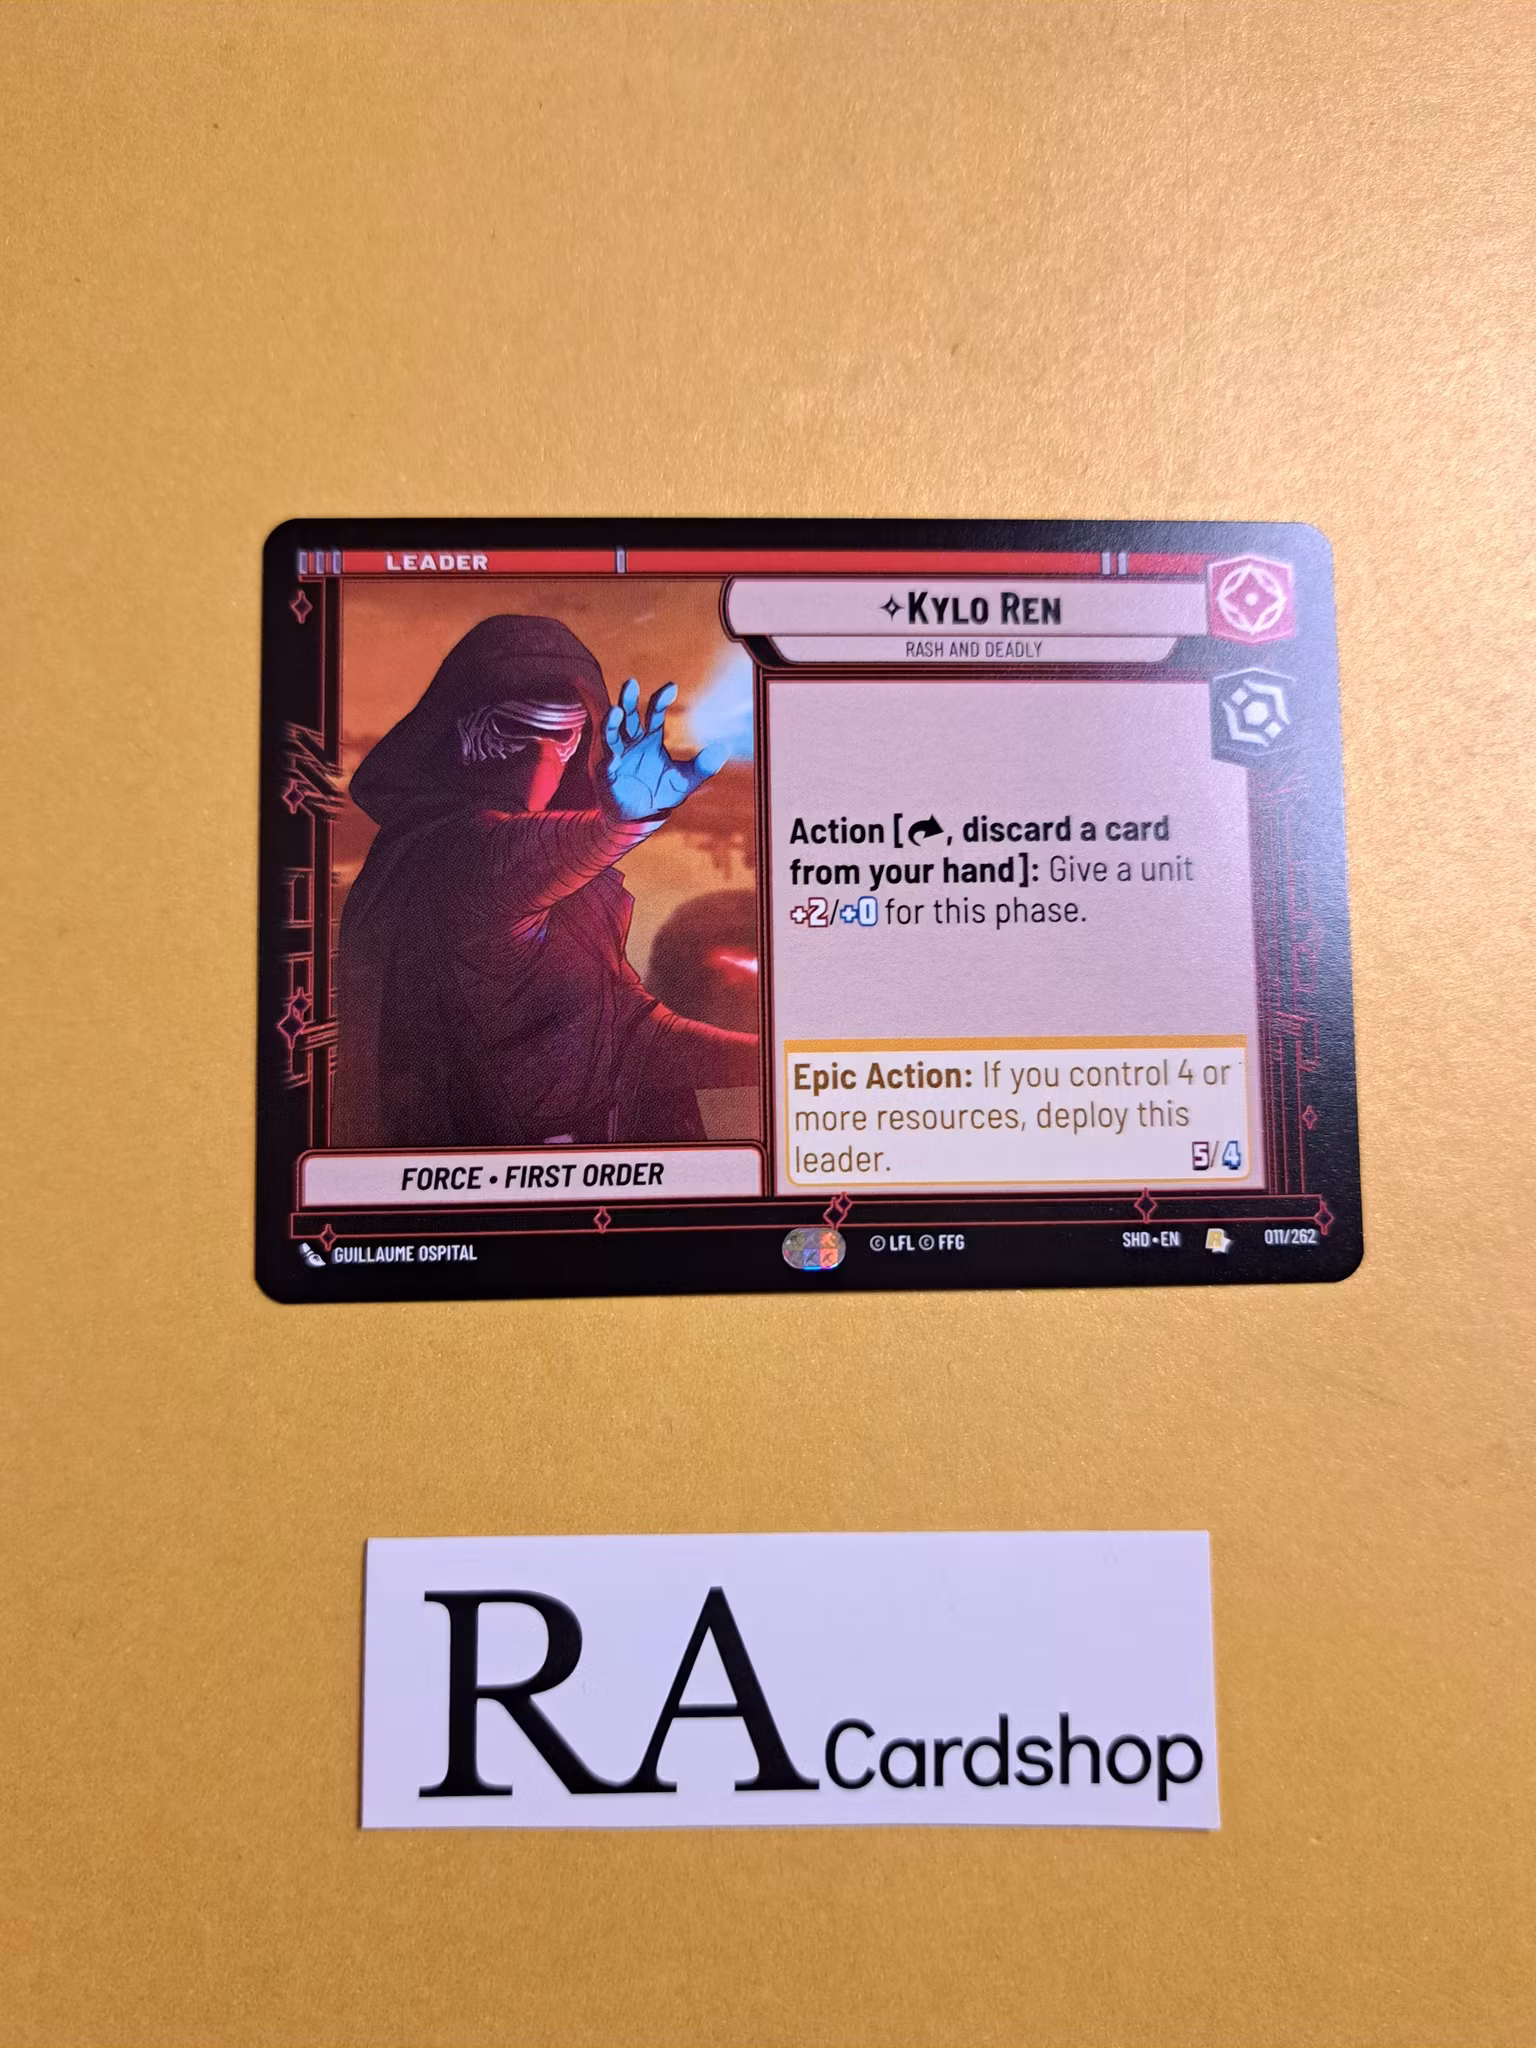 LEADER
KYLO REN
RASH AND DEADLY
Action [, discard a card
from your hand]: Give a unit
+2/+0 for this phase.
Epic Action: If you control 4 or
more resources, deploy this
leader.
5/4
FORCE • FIRST ORDER
GUILLAUME OSPITAL
© LFL © FFG
SHD • EN
R
011/262
RA Cardshop